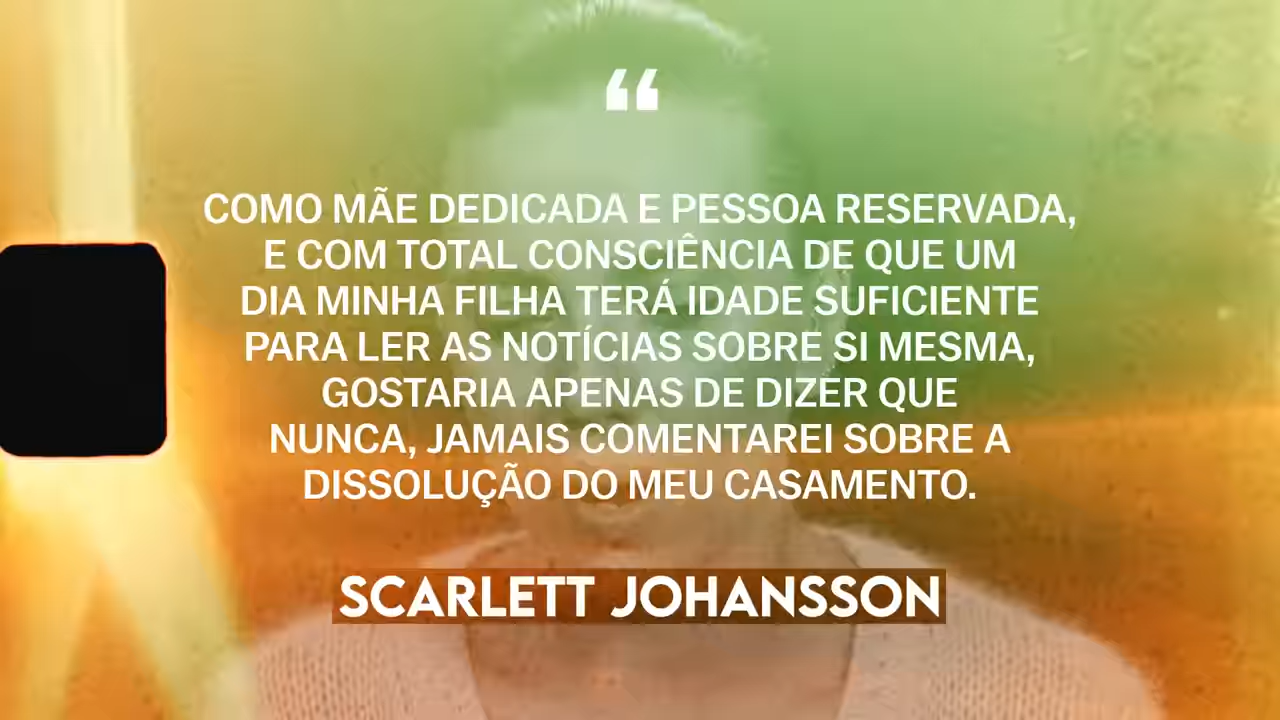 “
COMO MÃE DEDICADA E PESSOA RESERVADA,
E COM TOTAL CONSCIÊNCIA DE QUE UM
DIA MINHA FILHA TERÁ IDADE SUFICIENTE
PARA LER AS NOTÍCIAS SOBRE SI MESMA,
GOSTARIA APENAS DE DIZER QUE
NUNCA, JAMAIS COMENTAREI SOBRE A
DISSOLUÇÃO DO MEU CASAMENTO.
SCARLETT JOHANSSON